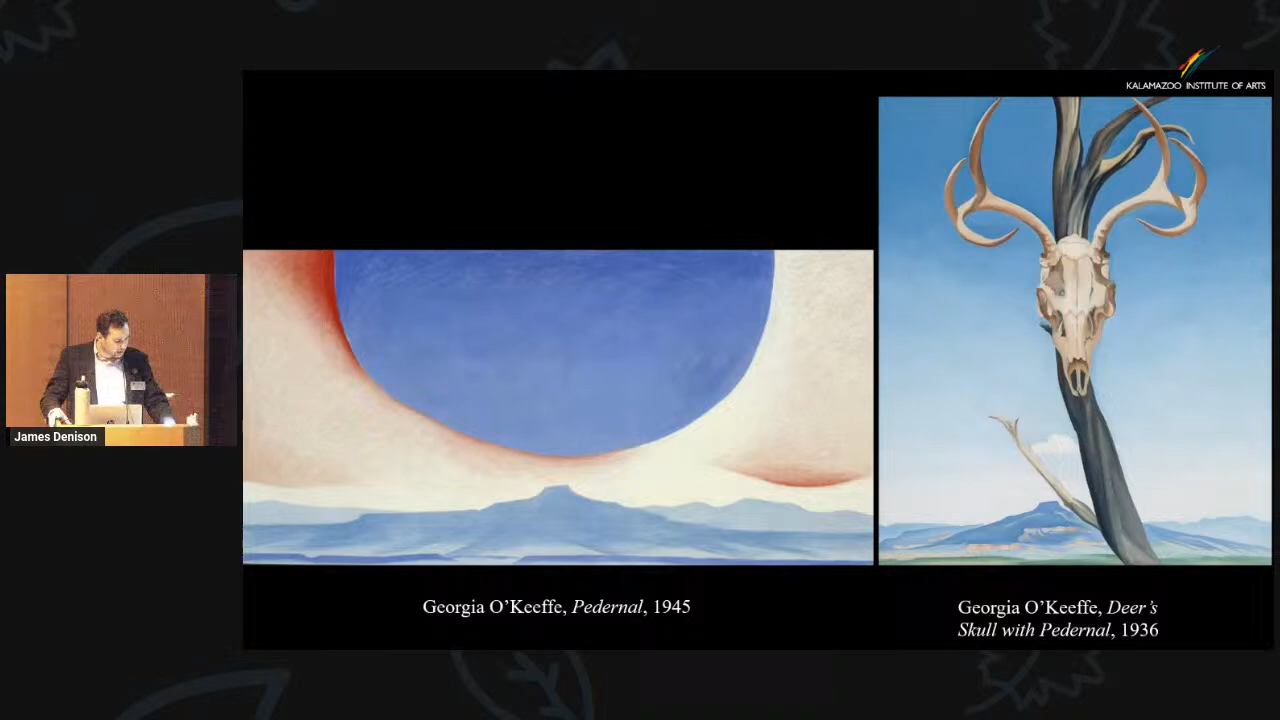 KALAMAZOO INSTITUTE OF ARTS
James Denison
Georgia O'Keeffe, Pedernal, 1945
Georgia O'Keeffe, Deer's
Skull with Pedernal, 1936